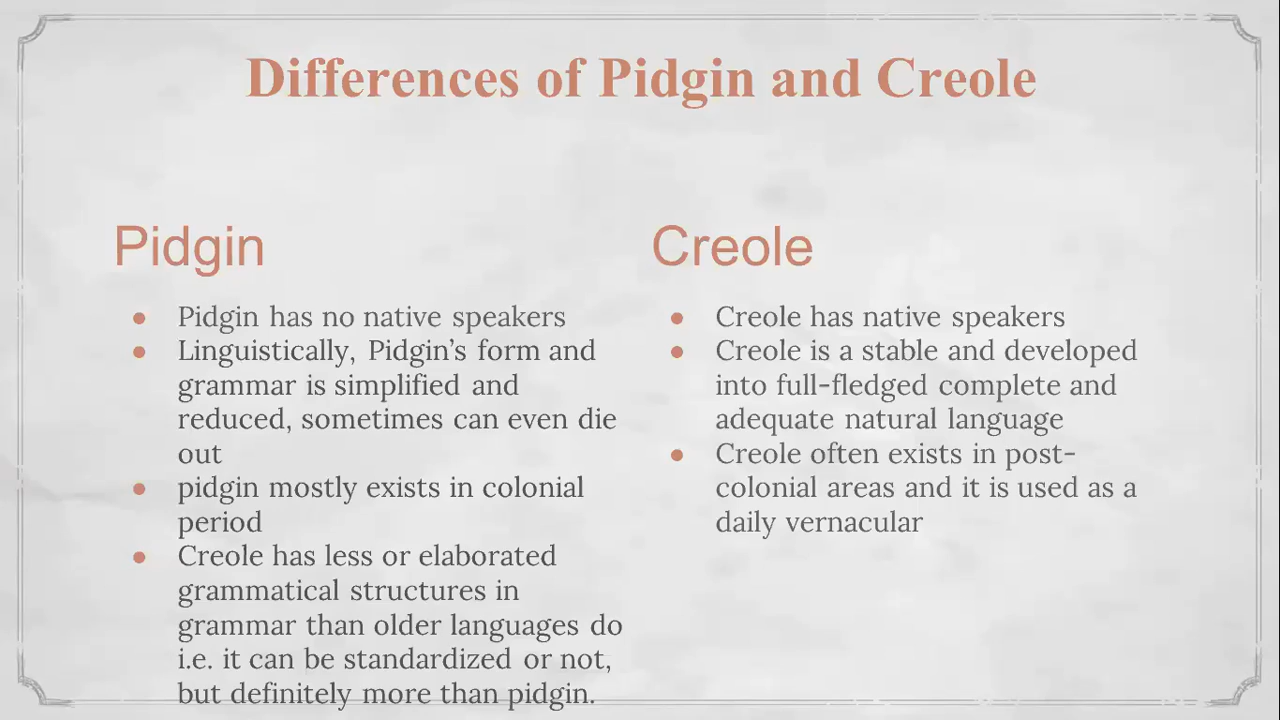 Differences of Pidgin and Creole
Pidgin
Pidgin has no native speakers
Linguistically, Pidgin's form and
grammar is simplified and
reduced, sometimes can even die
out
pidgin mostly exists in colonial
period
Creole has less or elaborated
grammatical structures in
grammar than older languages do
i.e. it can be standardized or not,
but definitely more than pidgin.
Creole
Creole has native speakers
Creole is a stable and developed
into full-fledged complete and
adequate natural language
Creole often exists in post-
colonial areas and it is used as a
daily vernacular